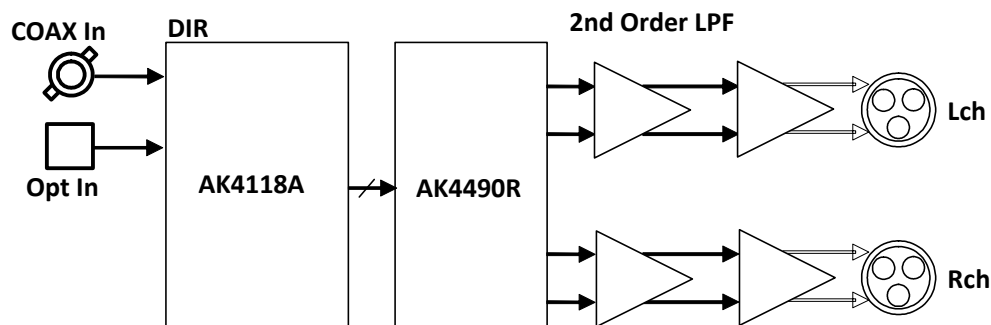 2nd Order LPF
COAX In
DIR
Lch
Opt In
AK4118A
AK4490R
Rch